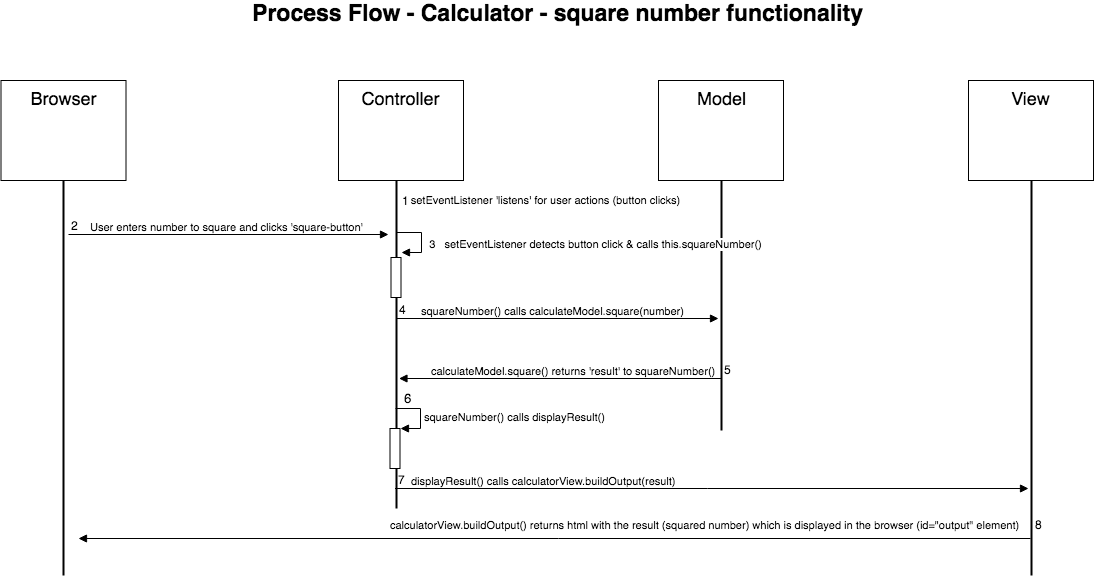 Process Flow - Calculator - square number functionality
Browser
Controller
Model
View
1 setEventListener 'listens' for user actions (button clicks)
2 User enters number to square and clicks 'square-button'
3 setEventListener detects button click & calls this.squareNumber()
4 squareNumber() calls calculateModel.square(number)
calculateModel.square() returns 'result' to squareNumber() 5
6
squareNumber() calls displayResult()
7 displayResult() calls calculatorView.buildOutput(result)
calculatorView.buildOutput() returns html with the result (squared number) which is displayed in the browser (id="output" element) 8